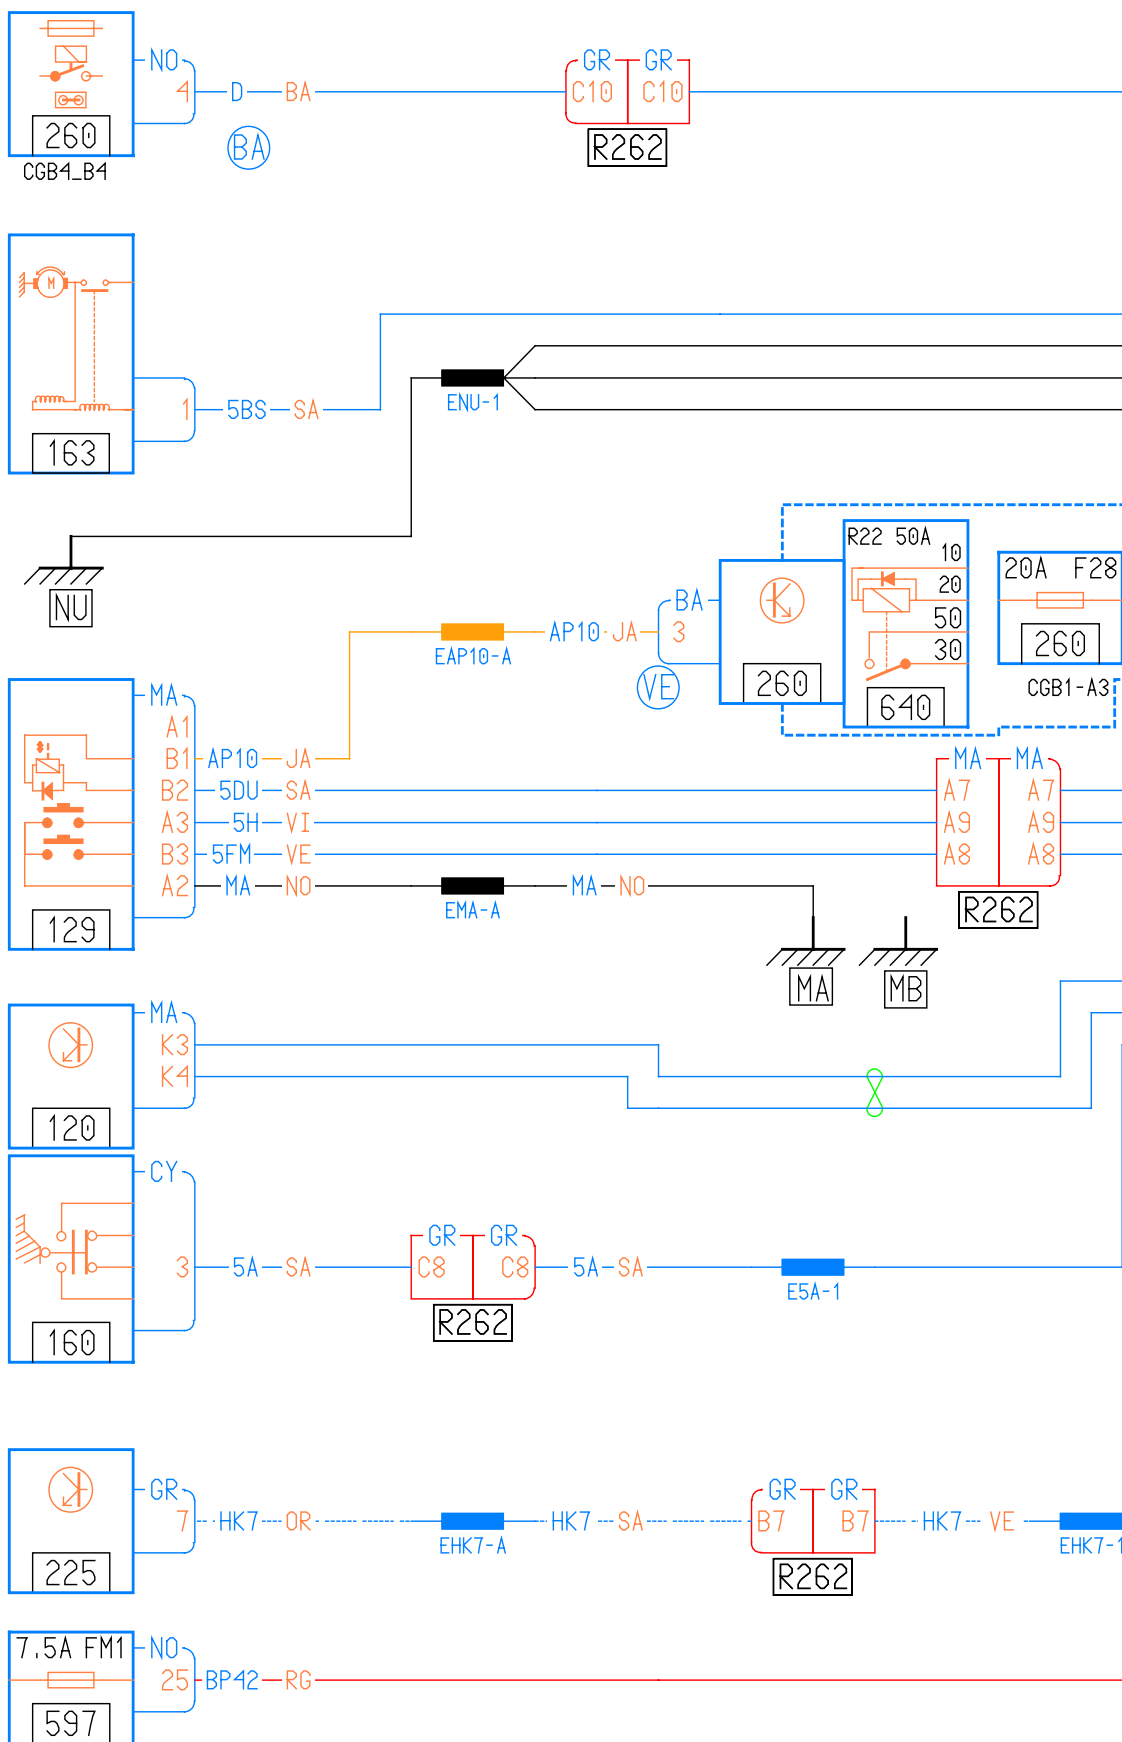 NO
GR GR
4 D BA C10 C10
260 BA R262
CGB4_B4
M
ENU-1
1 5BS SA
163
R22 50A
10
20A F28
20
NU BA
50
EAP10-A AP10 JA 3
30
260
VE 260 640 CGB1-A3
MA
A1
MA MA
B1 AP10 JA
B2 5DU SA A7 A7
A3 5H VI A9 A9
B3 5FM VE A8 A8
A2 MA NO EMA-A MA NO
129 R262
MA MB
MA
K3
K4
120
CY
GR GR
3 5A SA C8 C8 5A SA
E5A-1
160 R262
GR GR GR
7 HK7 OR HK7 SA B7 B7 HK7 VE
EHK7-A EHK7-1
225 R262
7.5A FM1 NO
25 BP42 RG
597